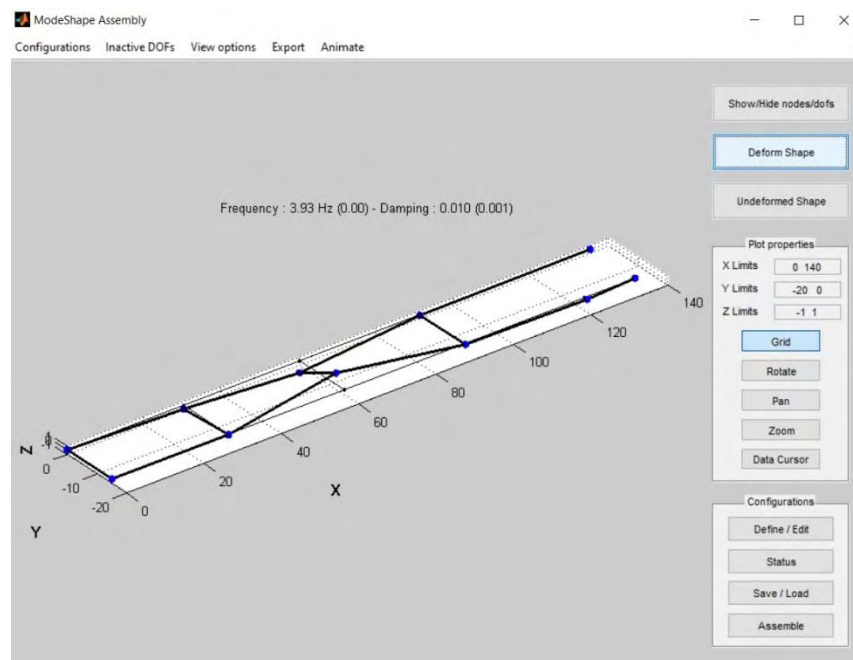 ModeShape Assembly
Configurations Inactive DOFs View options Export Animate
Show/Hide nodes/dofs
Deform Shape
Undeformed Shape
Frequency : 3.93 Hz (0.00) - Damping : 0.010 (0.001)
Plot properties
X Limits 0 140
Y Limits -20 0
Z Limits -1 1
Grid
Rotate
Pan
Zoom
Data Cursor
Configurations
Define / Edit
Status
Save / Load
Assemble
140
120
100
80
60
40
20
0
X
Z
0
-10
-20
Y